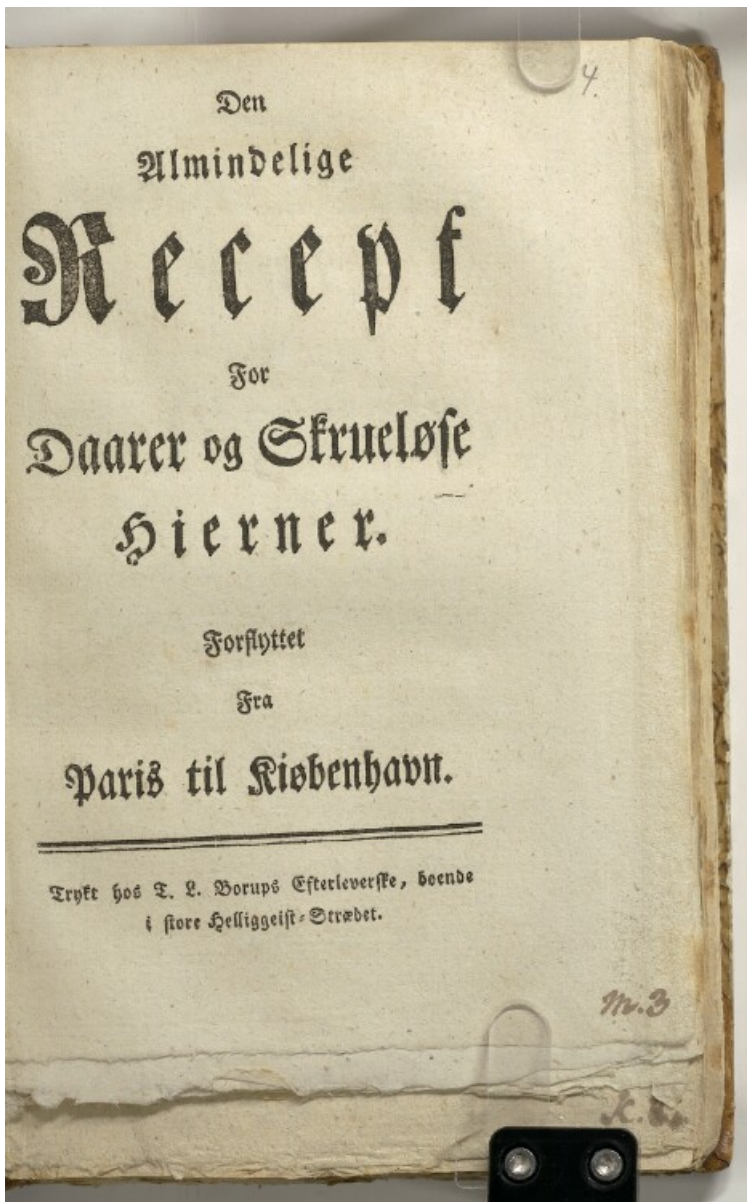 4.
Den
Almindelige
Recept
For
Daarer og Skrueløse
Hierner.
Forflyttet
Fra
Paris til Kiøbenhavn.
Trykt hos T. L. Borups Efterleverske, boende
i store Helliggeist-Strædet.
m. 3